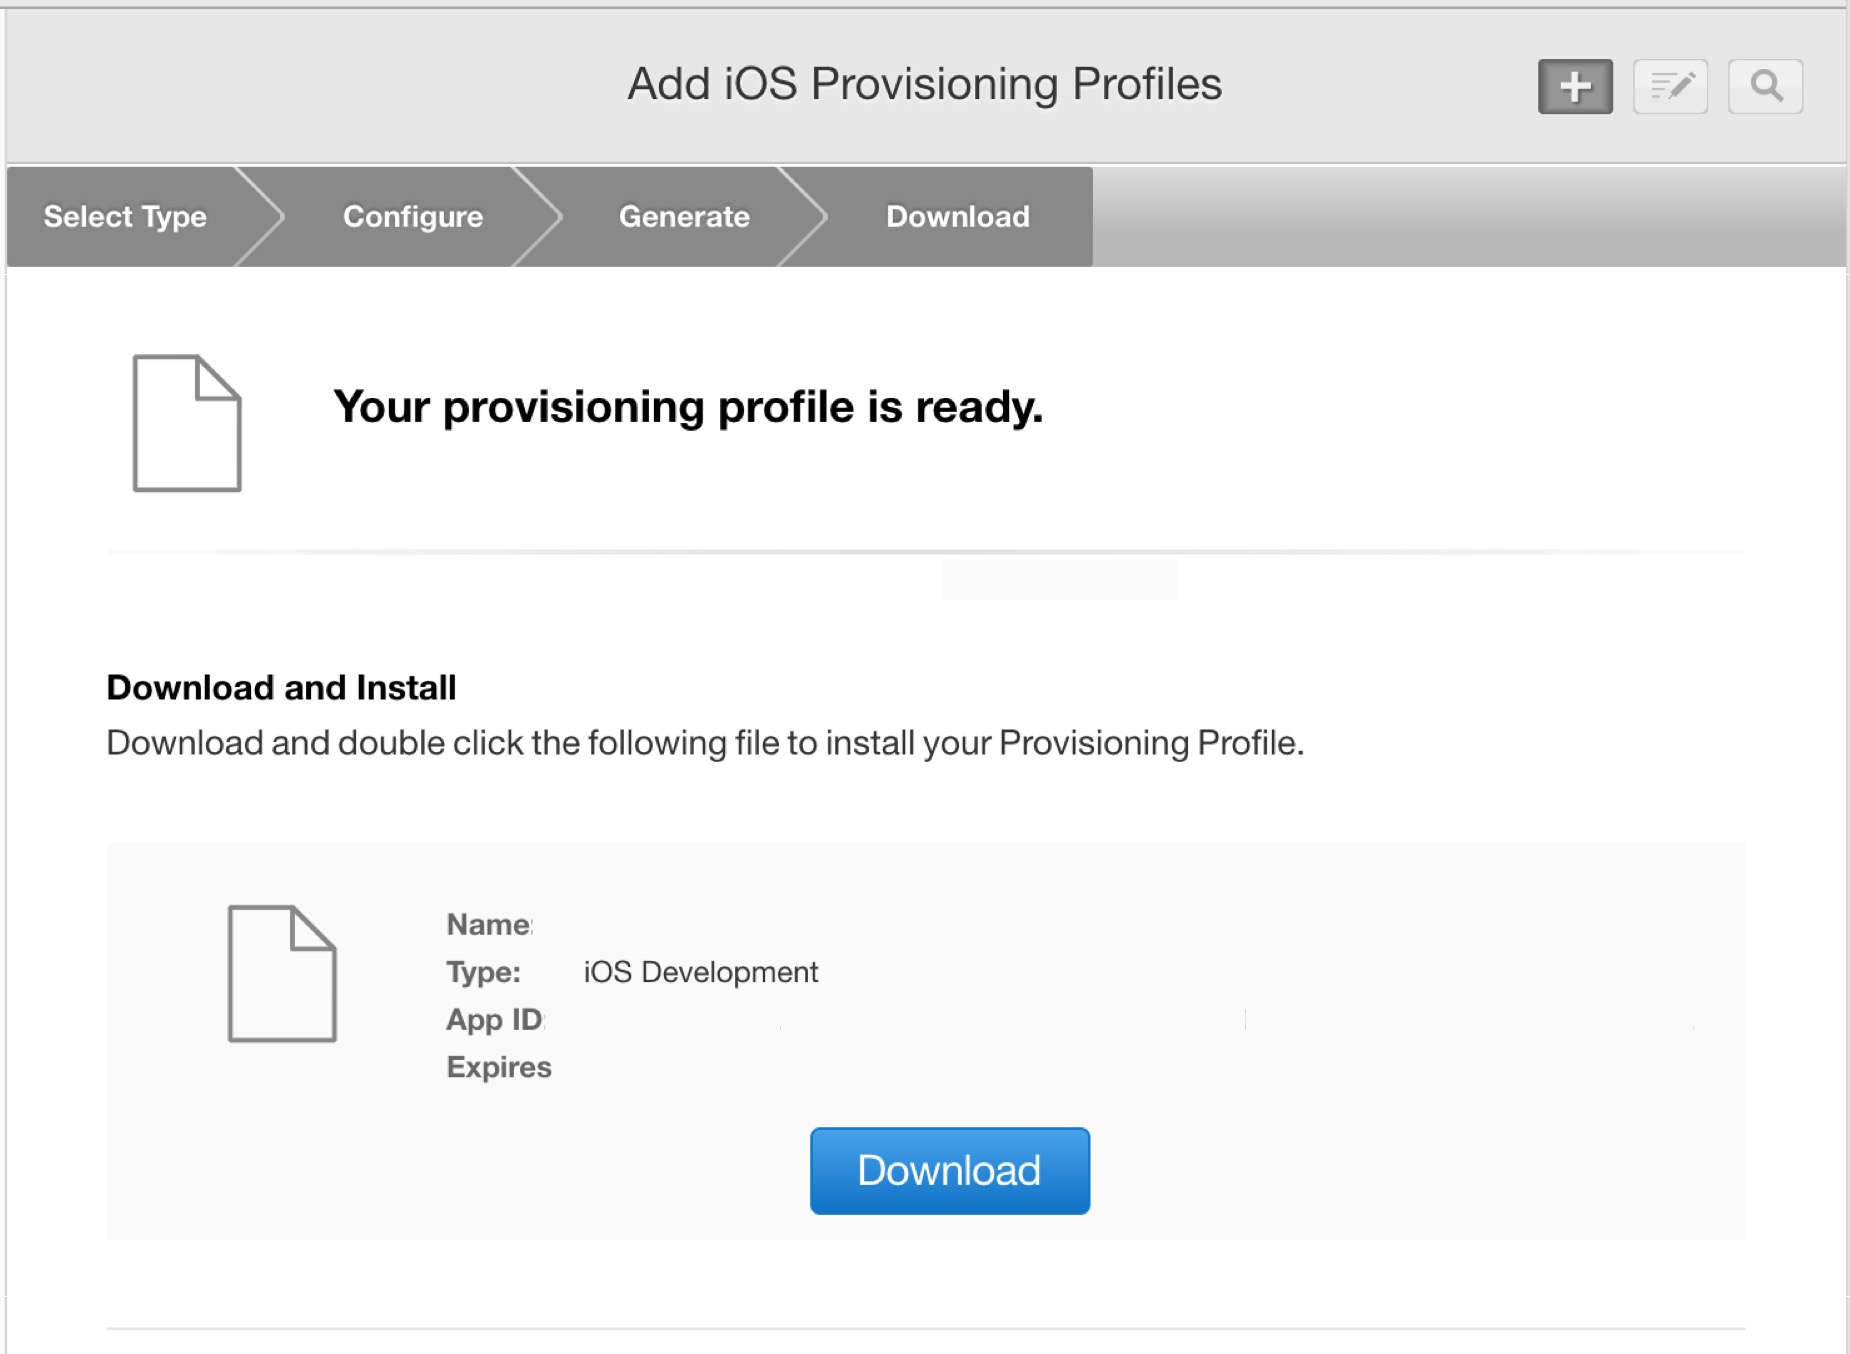 Add iOS Provisioning Profiles
Select Type
Configure
Generate
Download
Your provisioning profile is ready.
Download and Install
Download and double click the following file to install your Provisioning Profile.
Name:
Type: iOS Development
App ID:
Expires
Download